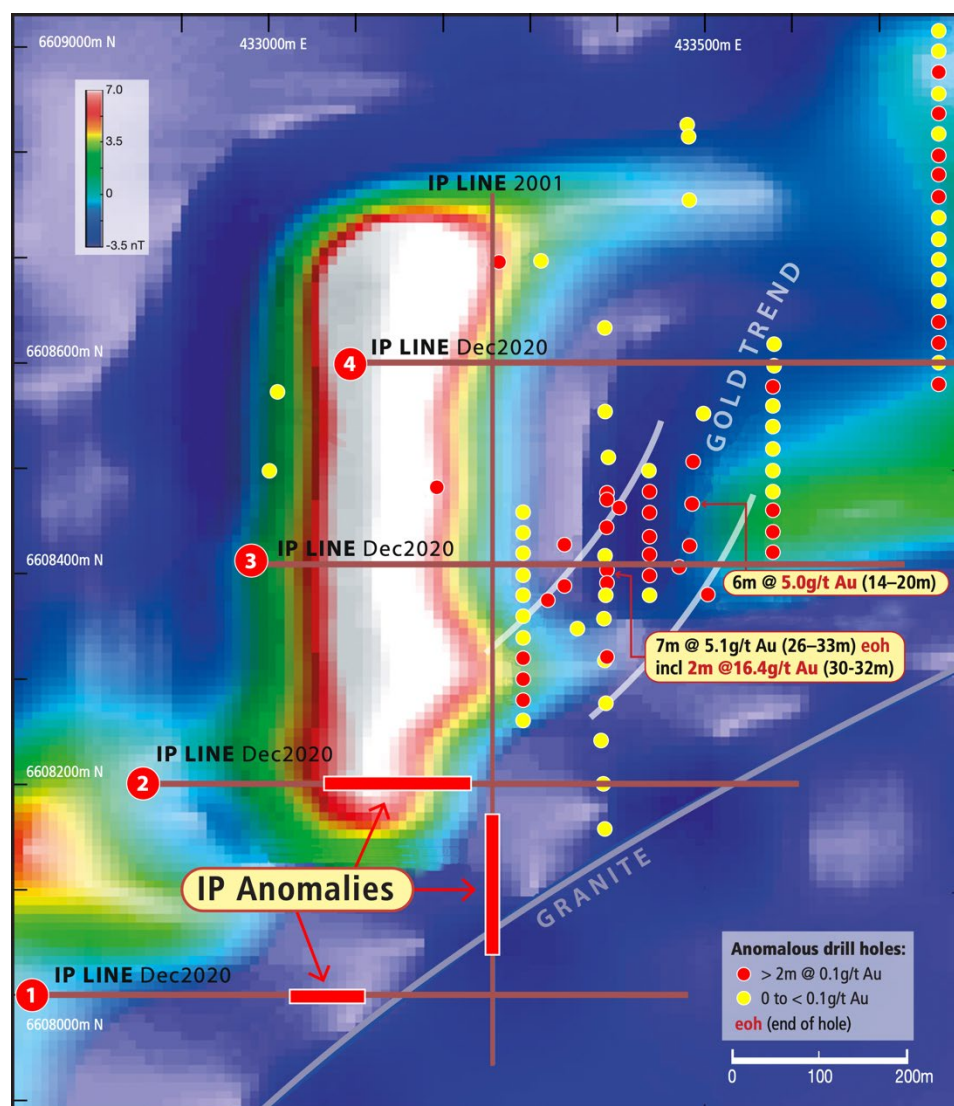 6609000m N
433000m E
433500m E
7.0
3.5
0
-3.5 nT
IP LINE 2001
GOLD TREND
IP LINE Dec2020
6608600m N
4
IP LINE Dec2020
3
6608400m N
6m @ 5.0g/t Au (14–20m)
7m @ 5.1g/t Au (26–33m) eoh
incl 2m @16.4g/t Au (30-32m)
IP LINE Dec2020
6608200m N
2
IP Anomalies
GRANITE
IP LINE Dec2020
1
6608000m N
Anomalous drill holes:
> 2m @ 0.1g/t Au
0 to < 0.1g/t Au
eoh (end of hole)
0 100 200m